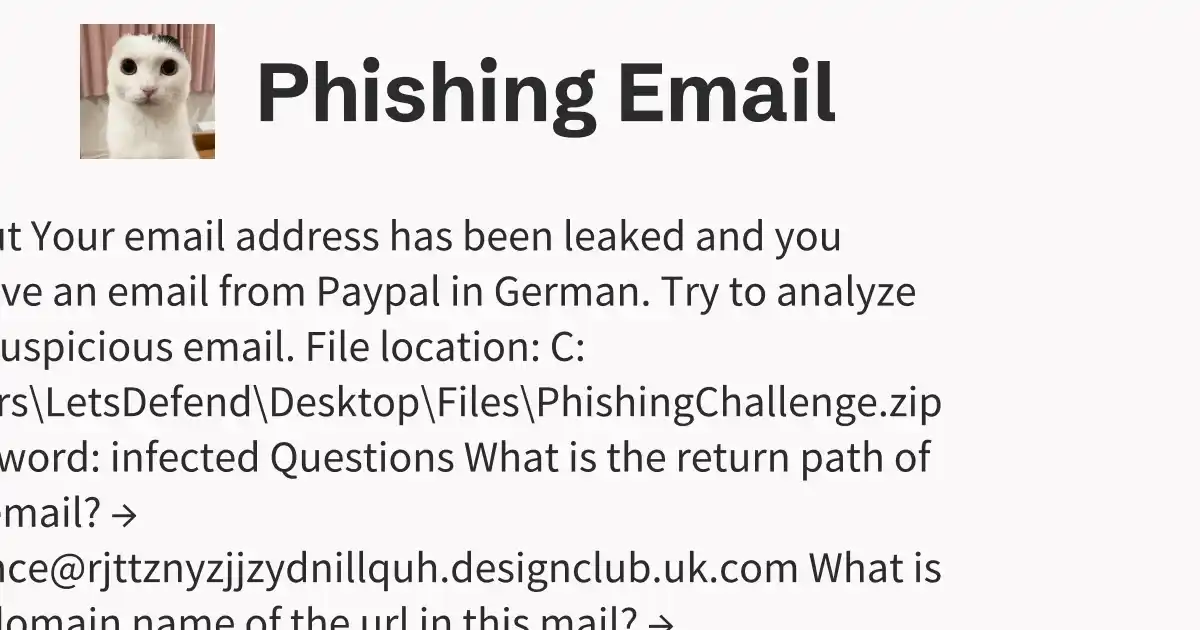 Phishing Email
ut Your email address has been leaked and you
ve an email from Paypal in German. Try to analyze
uspicious email. File location: C:
rs\LetsDefend\Desktop\Files\PhishingChallenge.zip
word: infected Questions What is the return path of
email? →
nce@rjttznyzjjzydnillquh.designclub.uk.com What is
domain name of the url in this mail? →